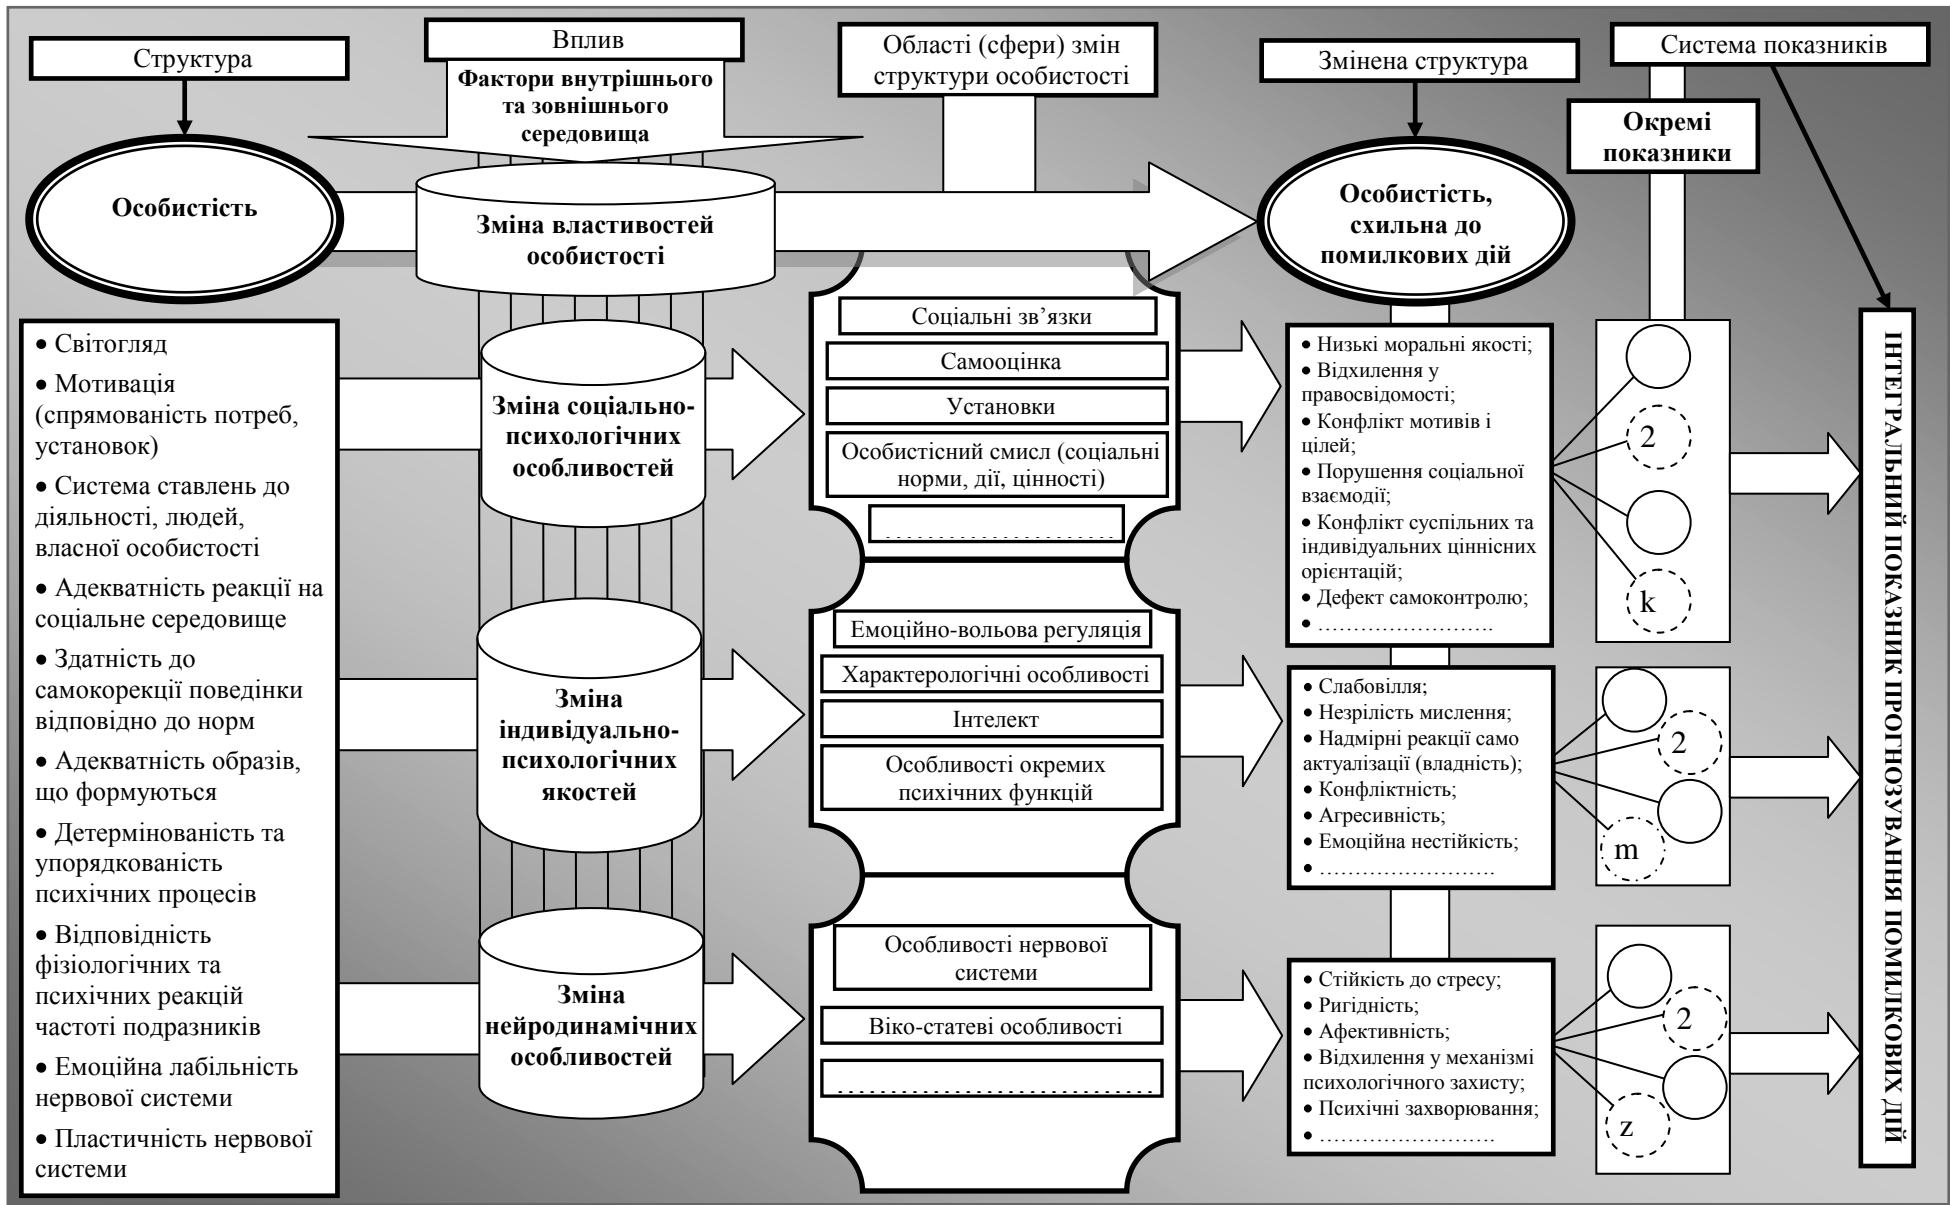 Структура
Вплив
Фактори внутрішнього
та зовнішнього
середовища
Області (сфери) змін
структури особистості
Змінена структура
Система показників
Окремі
показники
Особистість
Зміна властивостей
особистості
Особистість,
схильна до
помилкових дій
• Світогляд
• Мотивація
(спрямованість потреб,
установок)
• Система ставлень до
діяльності, людей,
власної особистості
• Адекватність реакції на
соціальне середовище
• Здатність до
самокорекції поведінки
відповідно до норм
• Адекватність образів,
що формуються
• Детермінованість та
упорядкованість
психічних процесів
• Відповідність
фізіологічних та
психічних реакцій
частоті подразників
• Емоційна лабільність
нервової системи
• Пластичність нервової
системи
Зміна соціально-
психологічних
особливостей
Зміна
індивідуально-
психологічних
якостей
Зміна
нейродинамічних
особливостей
Соціальні зв’язки
Самооцінка
Установки
Особистісний смисл (соціальні
норми, дії, цінності)
......................
Емоційно-вольова регуляція
Характерологічні особливості
Інтелект
Особливості окремих
психічних функцій
Особливості нервової
системи
Віко-статеві особливості
..............................
• Низькі моральні якості;
• Відхилення у
правосвідомості;
• Конфлікт мотивів і
цілей;
• Порушення соціальної
взаємодії;
• Конфлікт суспільних та
індивідуальних ціннісних
орієнтацій;
• Дефект самоконтролю;
• …………………….
• Слабовілля;
• Незрілість мислення;
• Надмірні реакції само
актуалізації (владність);
• Конфліктність;
• Агресивність;
• Емоційна нестійкість;
• …………………….
• Стійкість до стресу;
• Ригідність;
• Афективність;
• Відхилення у механізмі
психологічного захисту;
• Психічні захворювання;
• …………………….
2
k
2
m
2
z
ІНТЕГРАЛЬНИЙ ПОКАЗНИК ПРОГНОЗУВАННЯ ПОМИЛКОВИХ ДІЙ